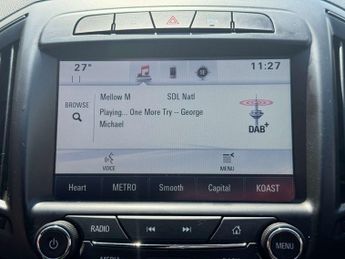 27°
11:27
Mellow M SDL Natl
BROWSE
Playing... One More Try -- George
Michael
DAB+
VOICE
MENU
Heart METRO Smooth Capital KOAST
RADIO
MENU
MEDIA